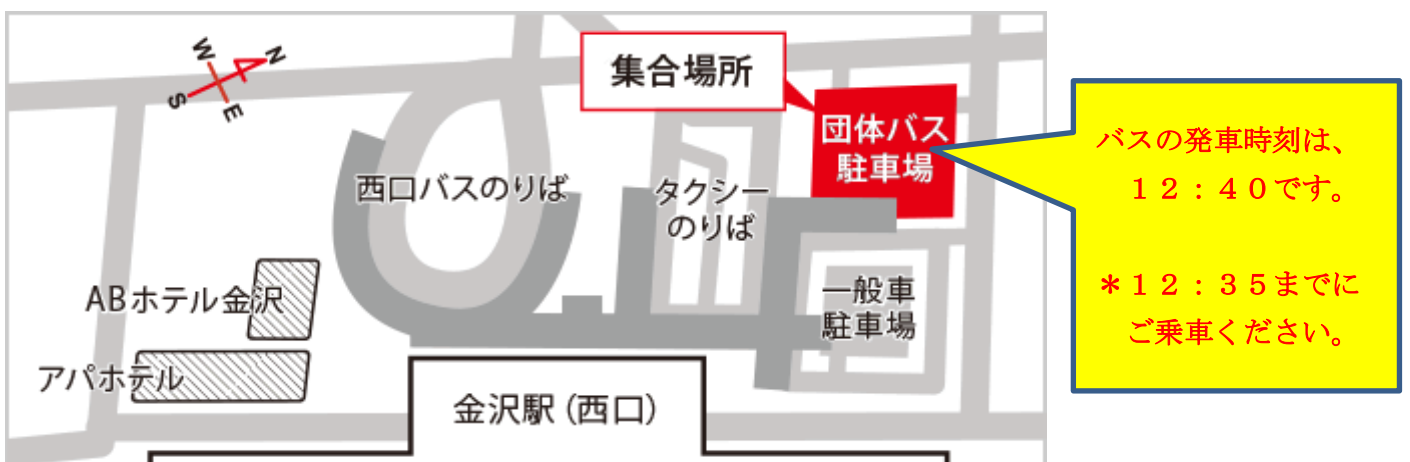 N
W
S
E
集合場所
団体バス
駐車場
バスの発車時刻は、
１２：４０です。
＊１２：３５までに
ご乗車ください。
西口バスのりば
タクシー
のりば
一般車
駐車場
ABホテル金沢
アパホテル
金沢駅（西口）